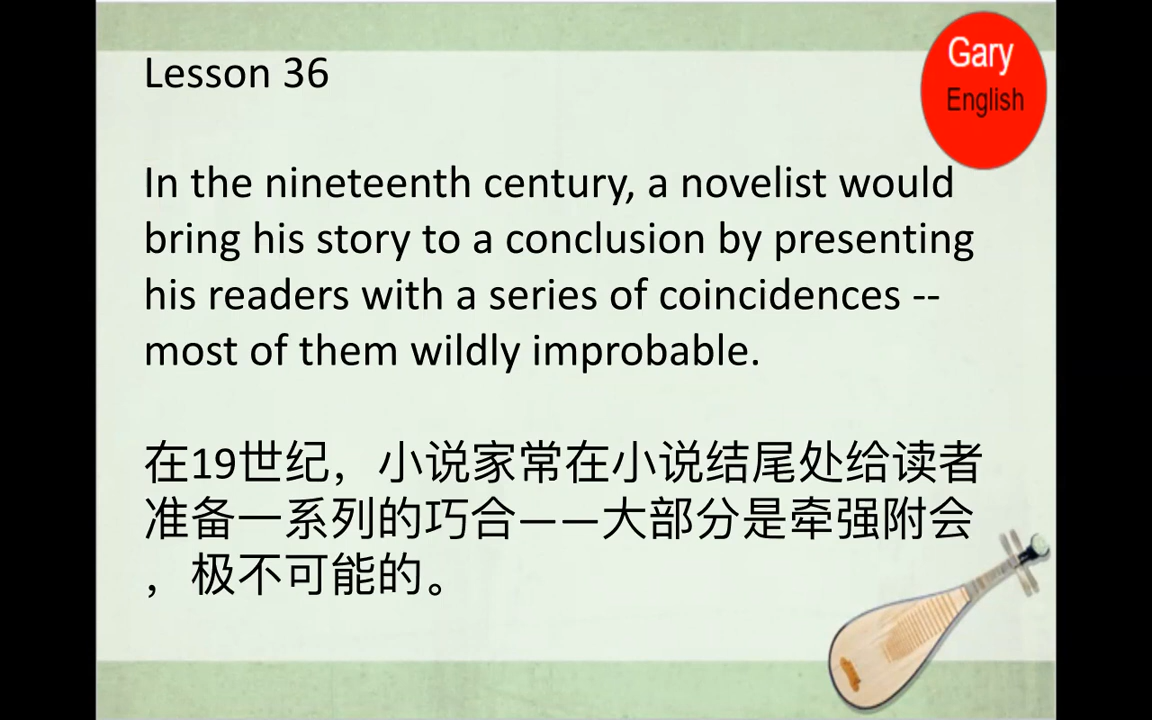 Lesson 36
Gary
English
In the nineteenth century, a novelist would
bring his story to a conclusion by presenting
his readers with a series of coincidences --
most of them wildly improbable.
在19世纪，小说家常在小说结尾处给读者
准备一系列的巧合——大部分是牵强附会
，极不可能的。